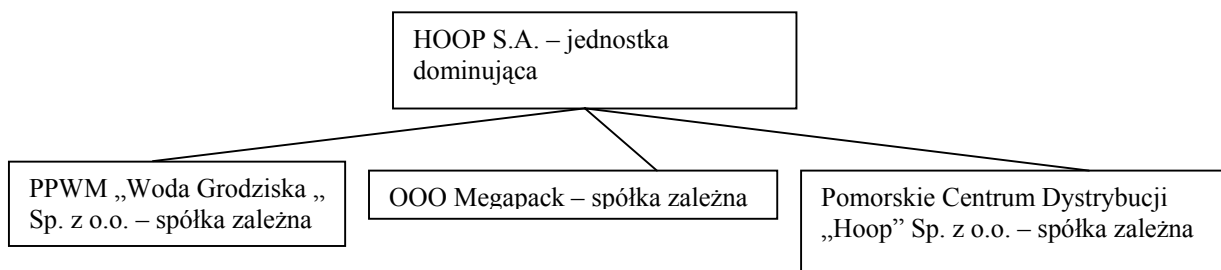 HOOP S.A. – jednostka
dominująca
PPWM „Woda Grodziska „
Sp. z o.o. – spółka zależna
OOO Megapack – spółka zależna
Pomorskie Centrum Dystrybucji
„Hoop” Sp. z o.o. – spółka zależna